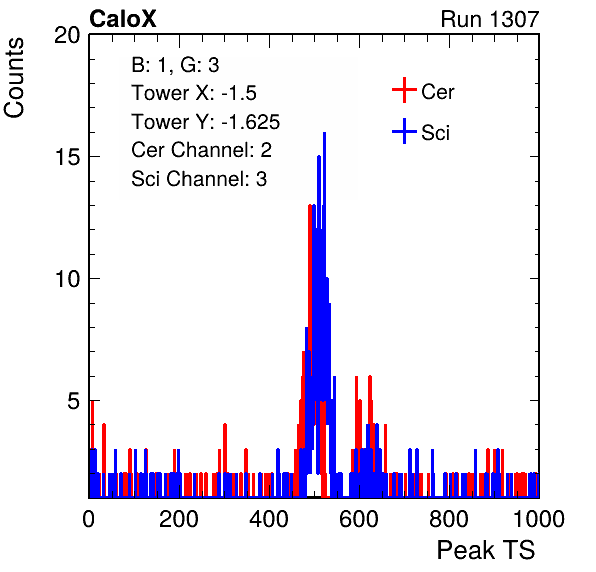 CaloX
Run 1307
Counts
20
15
10
5
B: 1, G: 3
Tower X: -1.5
Tower Y: -1.625
Cer Channel: 2
Sci Channel: 3
Cer
Sci
0 200 400 600 800 1000
Peak TS